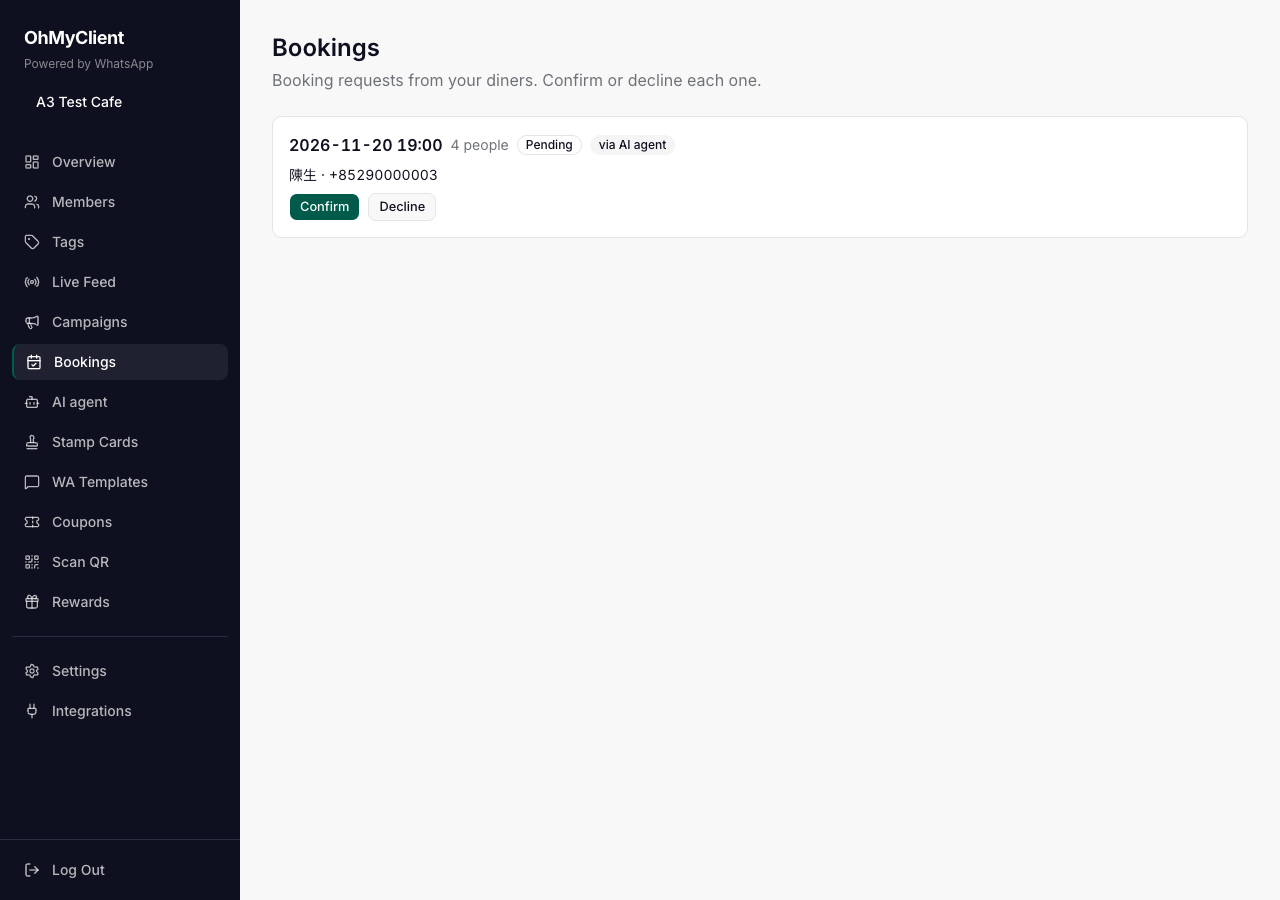 OhMyClient
Powered by WhatsApp
A3 Test Cafe
Overview
Members
Tags
Live Feed
Campaigns
Bookings
AI agent
Stamp Cards
WA Templates
Coupons
Scan QR
Rewards
Settings
Integrations
Log Out
Bookings
Booking requests from your diners. Confirm or decline each one.
2026-11-20 19:00 4 people Pending via AI agent
陳生 · +85290000003
Confirm Decline